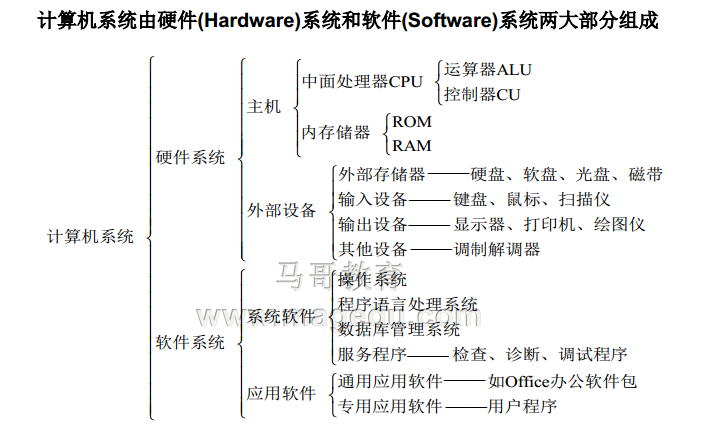 计算机系统由硬件(Hardware)系统和软件(Software)系统两大部分组成
运算器ALU
中面处理器CPU
控制器CU
主机
ROM
内存储器
RAM
硬件系统
外部存储器——硬盘、软盘、光盘、磁带
输入设备——键盘、鼠标、扫描仪
外部设备
输出设备——显示器、打印机、绘图仪
计算机系统
其他设备——调制解调器
马哥教育
www.magedu.com
操作系统
程序语言处理系统
系统软件
数据库管理系统
软件系统
服务程序——检查、诊断、调试程序
通用应用软件——如Office办公软件包
应用软件
专用应用软件——用户程序